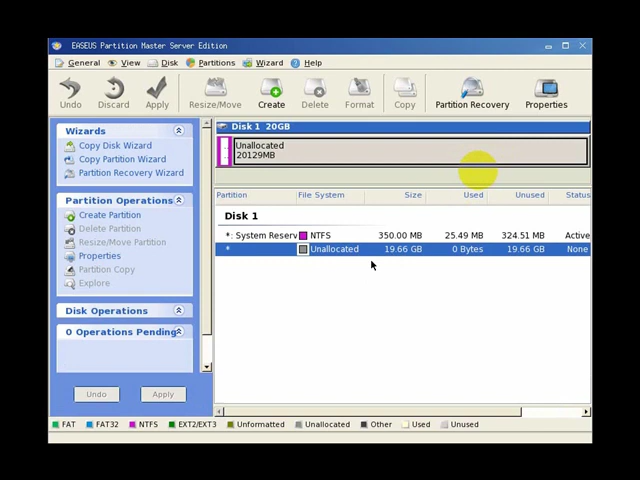 EASEUS Partition Master Server Edition
General View Disk Partitions Wizard Help
Undo Discard Apply Resize/Move Create Delete Format Copy Partition Recovery Properties
Wizards
Copy Disk Wizard
Copy Partition Wizard
Partition Recovery Wizard
Partition Operations
Create Partition
Delete Partition
Resize/Move Partition
Properties
Partition Copy
Explore
Disk Operations
0 Operations Pending
Undo Apply
Disk 1 20GB
Unallocated
20129MB
Partition File System Size Used Unused Status
Disk 1
*: System Reserv NTFS 350.00 MB 25.49 MB 324.51 MB Active
* Unallocated 19.66 GB 0 Bytes 19.66 GB None
FAT FAT32 NTFS EXT2/EXT3 Unformatted Unallocated Other Used Unused